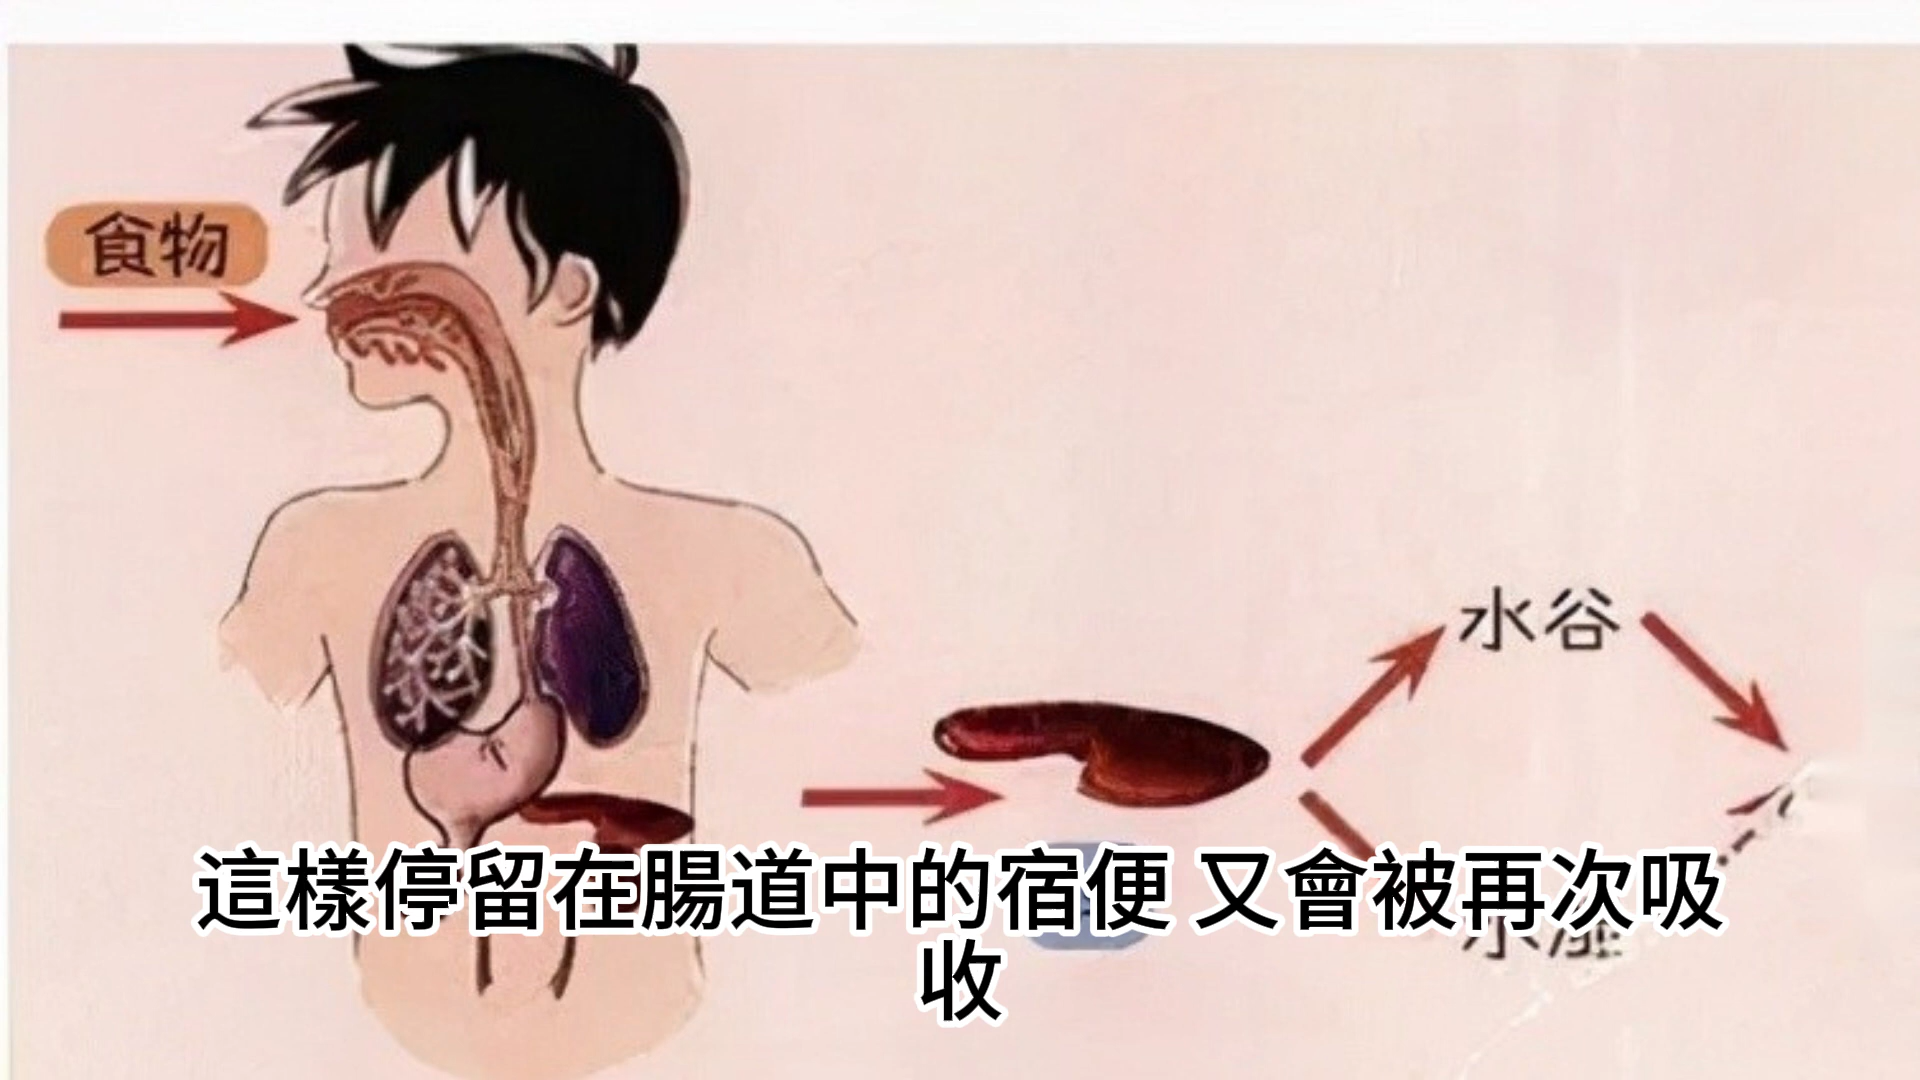 食物
水谷
這樣停留在腸道中的宿便 又會被再次吸
收